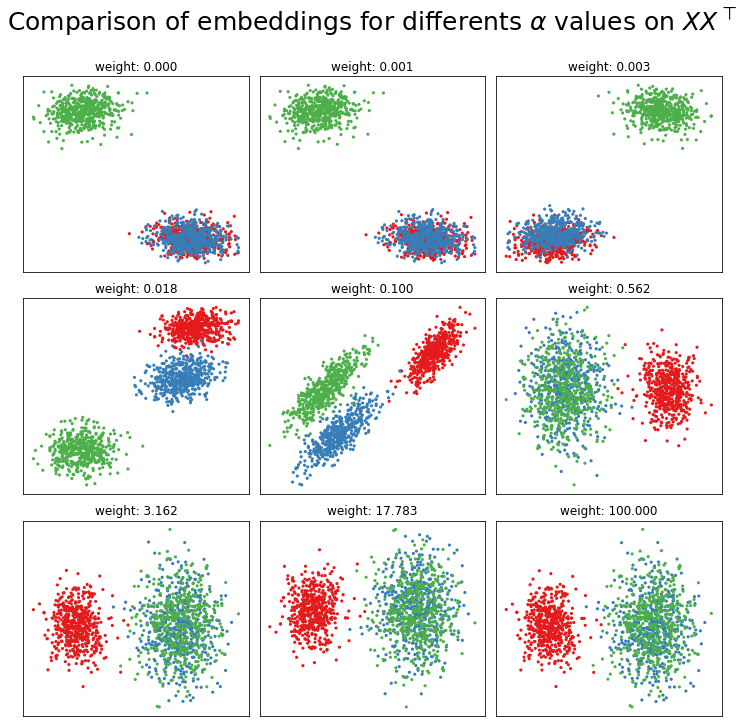 Comparison of embeddings for differents α values on XX⊤
weight: 0.000
weight: 0.001
weight: 0.003
weight: 0.018
weight: 0.100
weight: 0.562
weight: 3.162
weight: 17.783
weight: 100.000